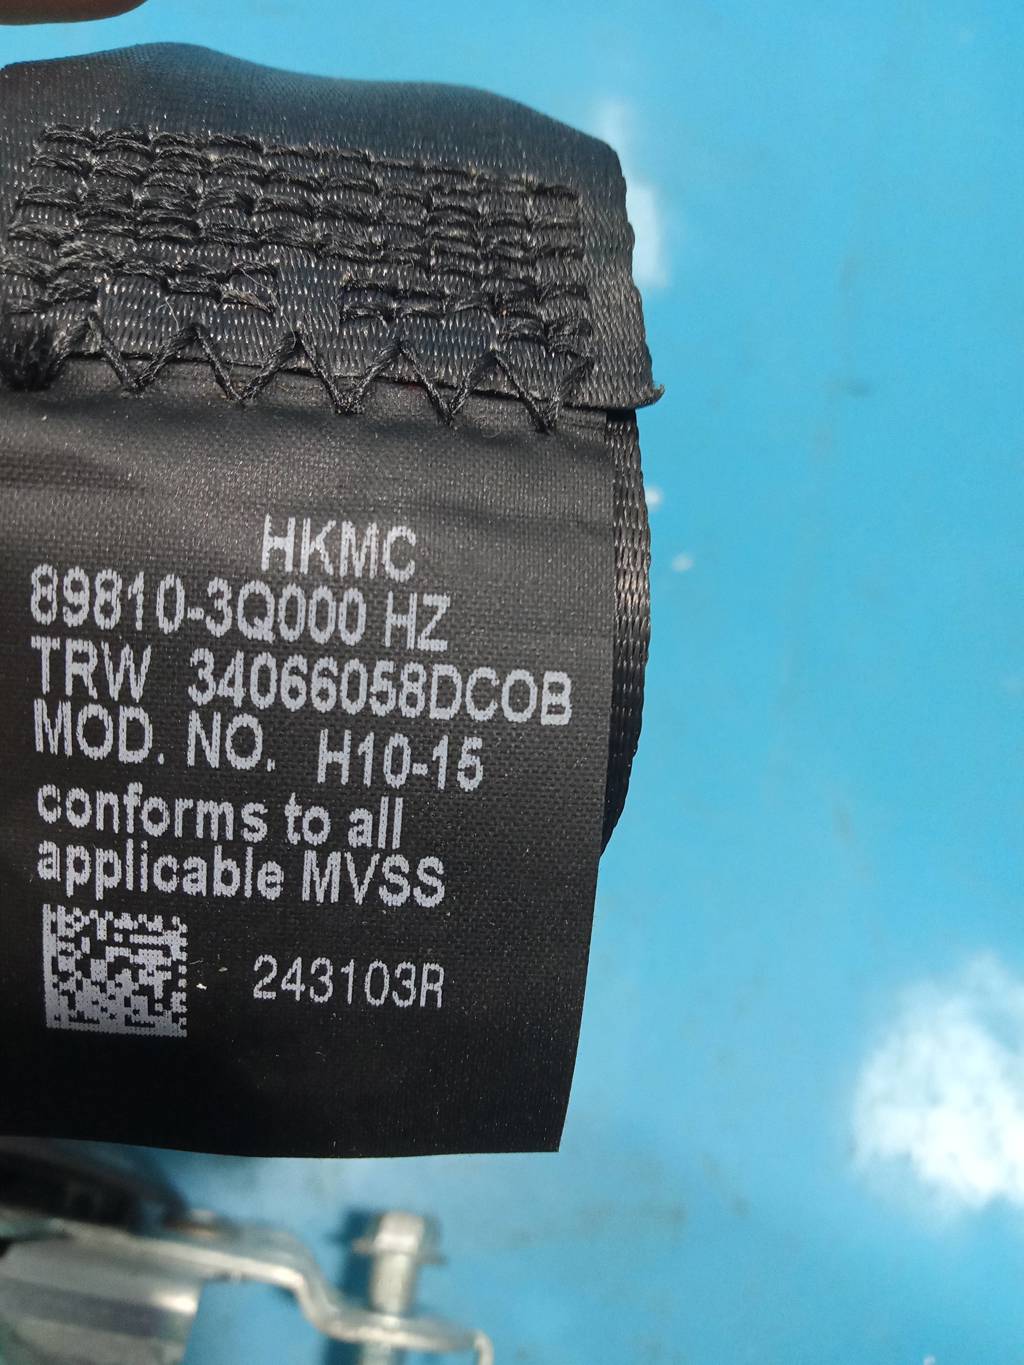 HKMC
89810-3Q000 HZ
TRW 34066058DCOB
MOD. NO. H10-15
conforms to all
applicable MVSS
243103R